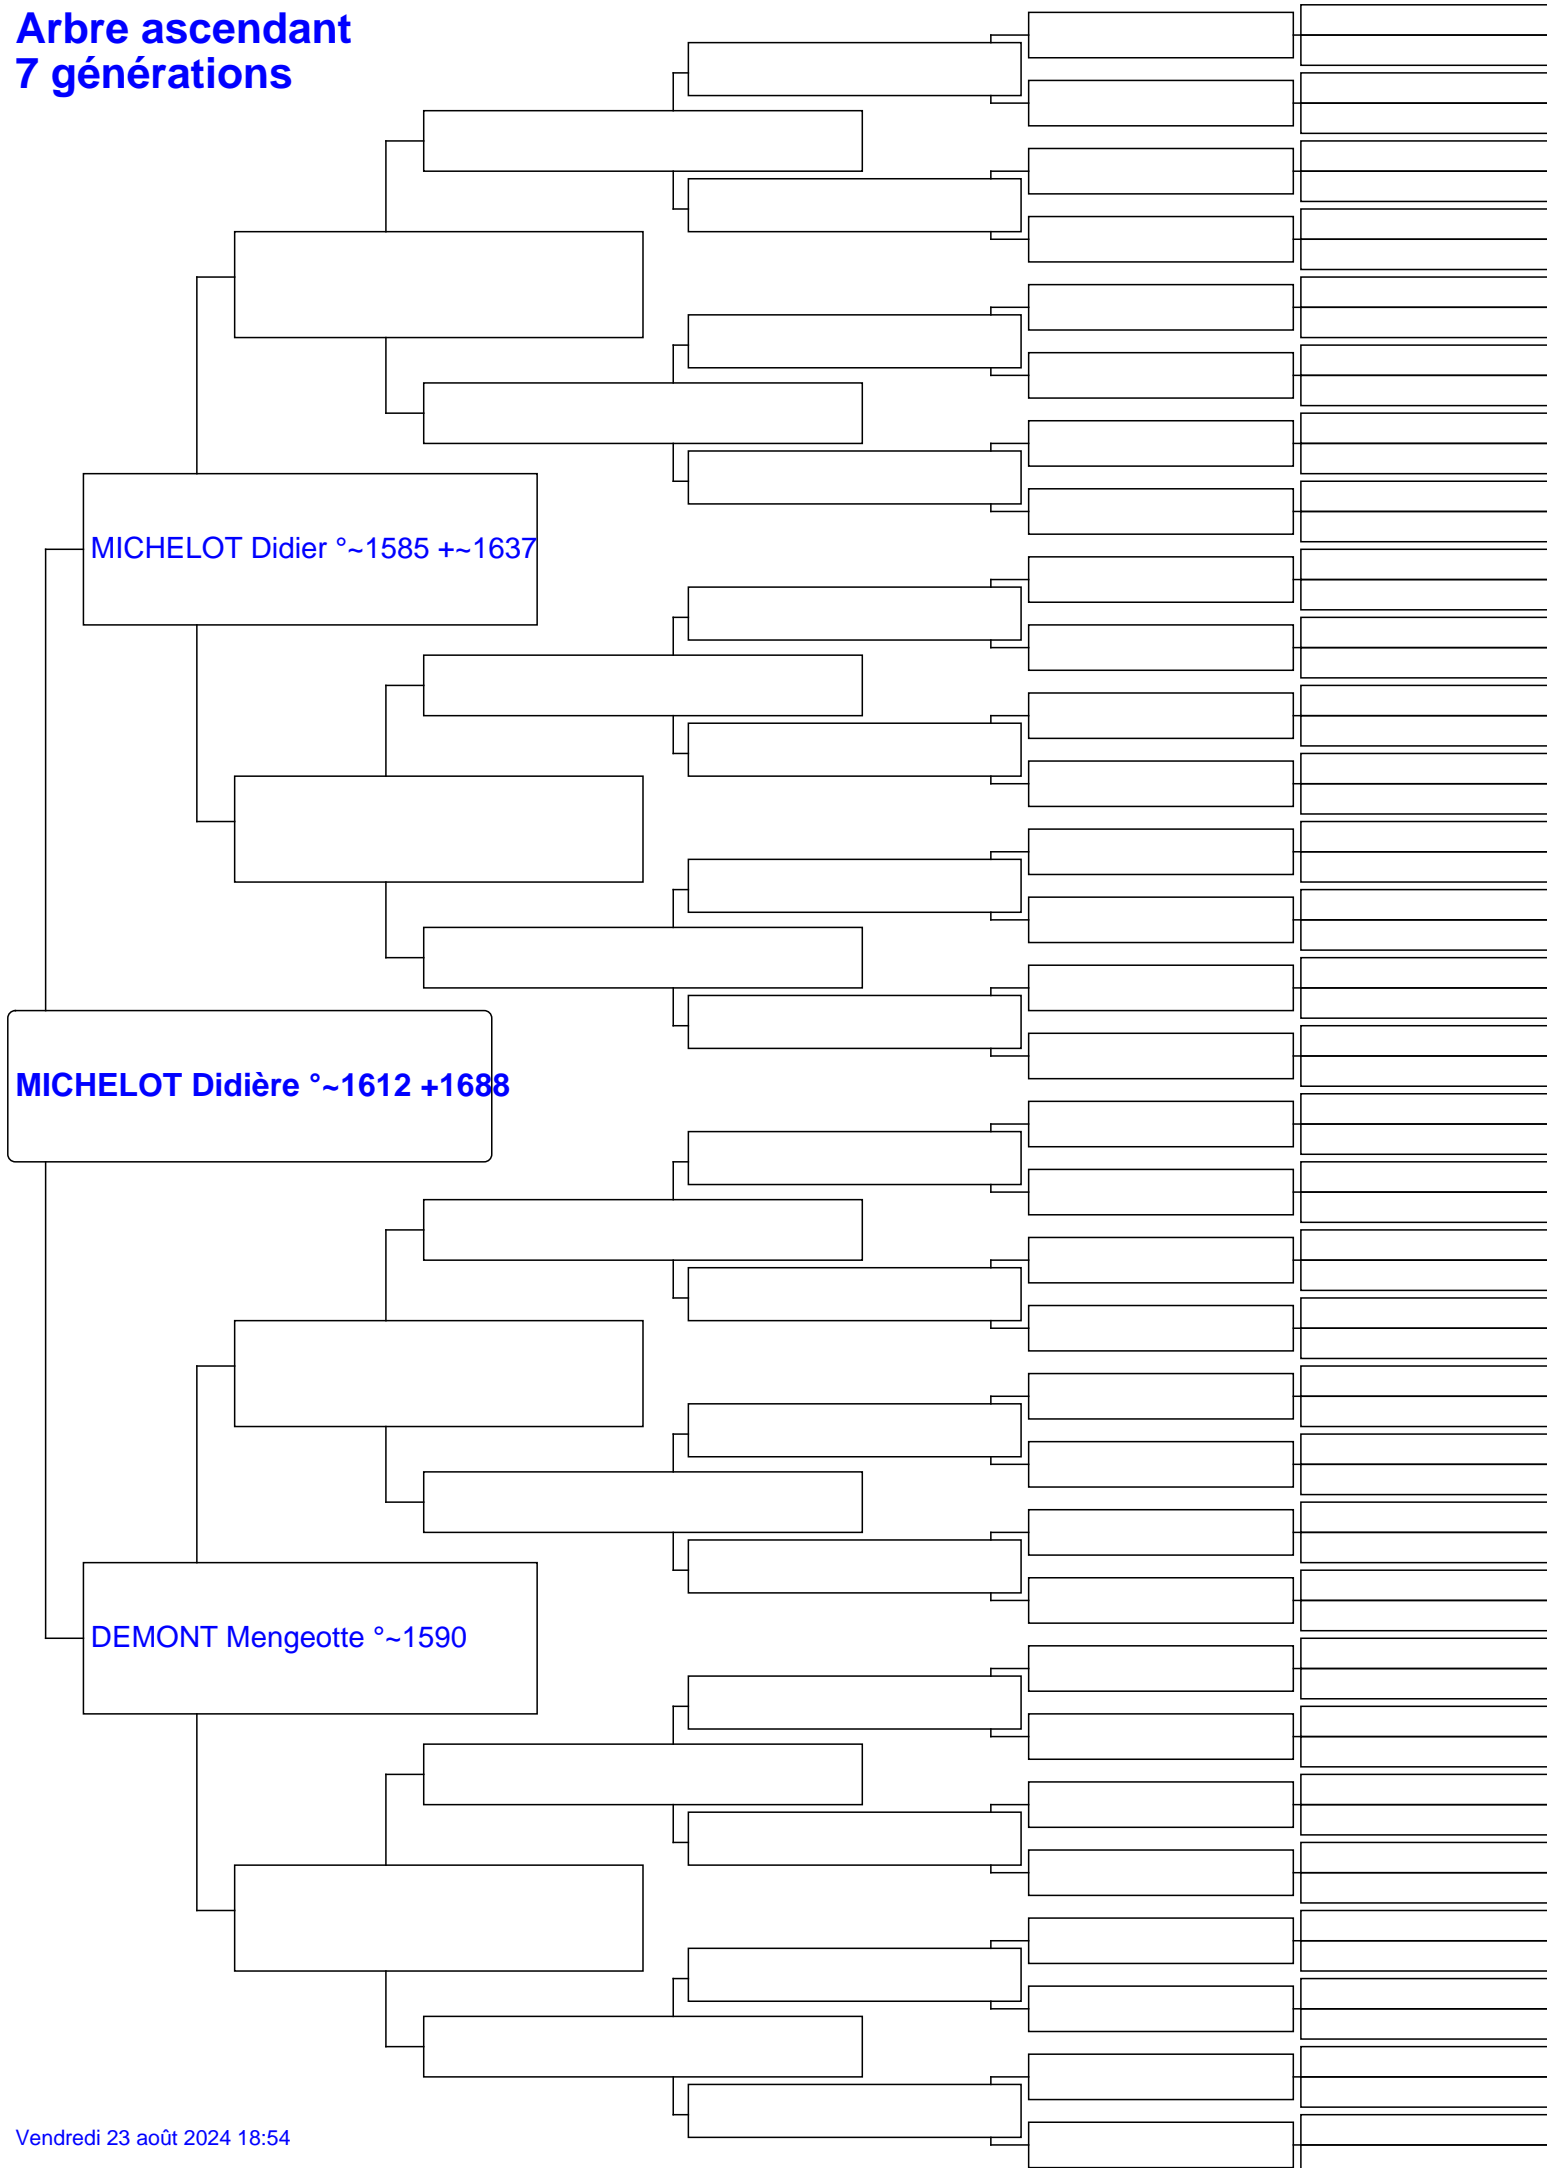 Arbre ascendant
7 générations
MICHELOT Didier °~1585 +~1637
MICHELOT Didière °~1612 +1688
DEMONT Mengeotte °~1590
Vendredi 23 août 2024 18:54